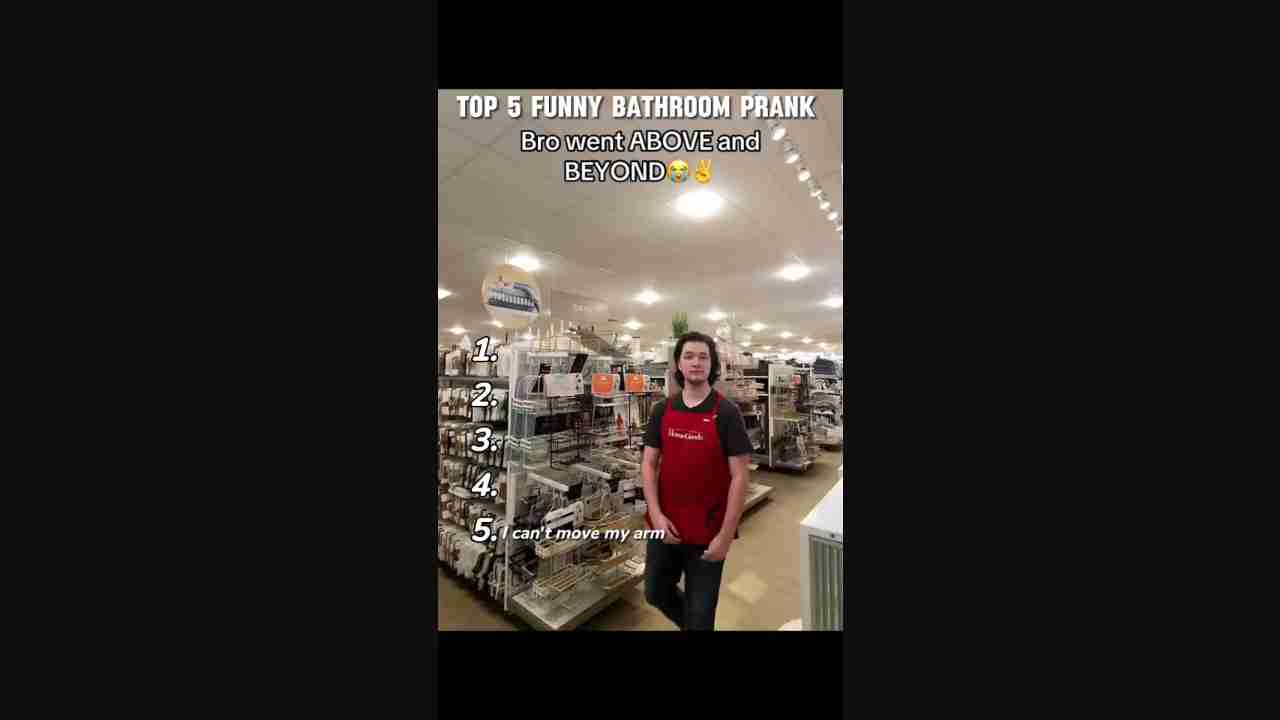 TOP 5 FUNNY BATHROOM PRANK
Bro went ABOVE and
BEYOND😭✌
1.
2.
3.
4.
5. I can't move my arm
HomeGoods